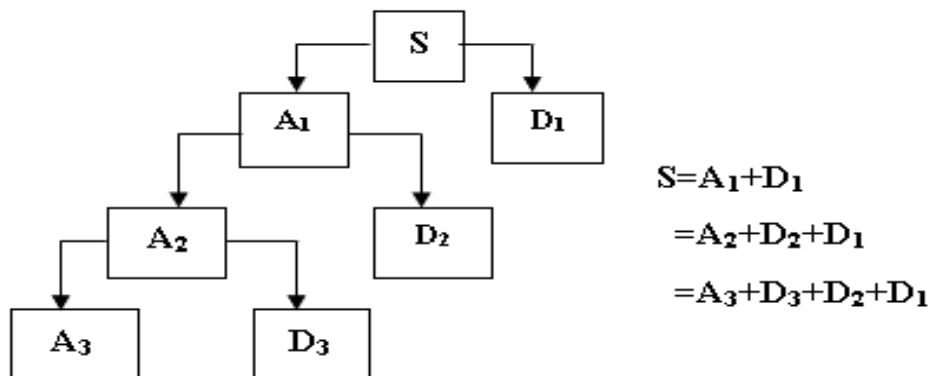 S
A₁
D₁
A₂
D₂
A₃
D₃
S=A₁+D₁
=A₂+D₂+D₁
=A₃+D₃+D₂+D₁